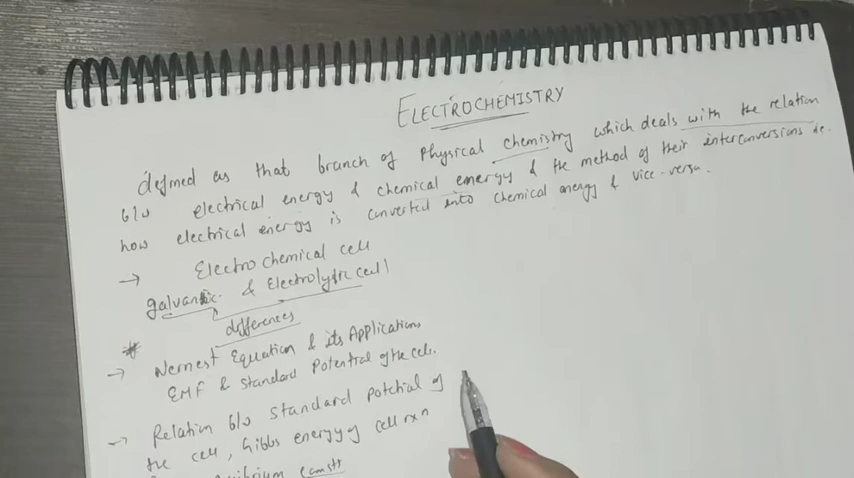 ELECTROCHEMISTRY
defined as that branch of Physical chemistry which deals with the relation
b/w electrical energy & chemical energy & the method of their interconversions i.e.
how electrical energy is converted into chemical energy & vice-versa.
→ Electrochemical cell
galvanic & Electrolytic cell
differences
→ Nernest Equation & its Applications
EMF & Standard Potential of the cell.
→ Relation b/w standard potential of
the cell, Gibbs energy of cell rxn
constt